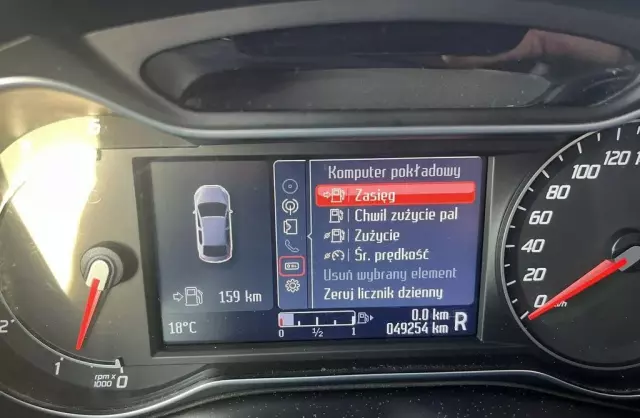 Komputer pokładowy
Zasięg
Chwil zużycie pal
Zużycie
Śr. prędkość
Usuń wybrany element
Zeruj licznik dzienny
159 km
18°C
0 1/2 1
0.0 km
049254 km R
2 1 0
rpm x
1000
0 20 40 60 80 100 120
km/h